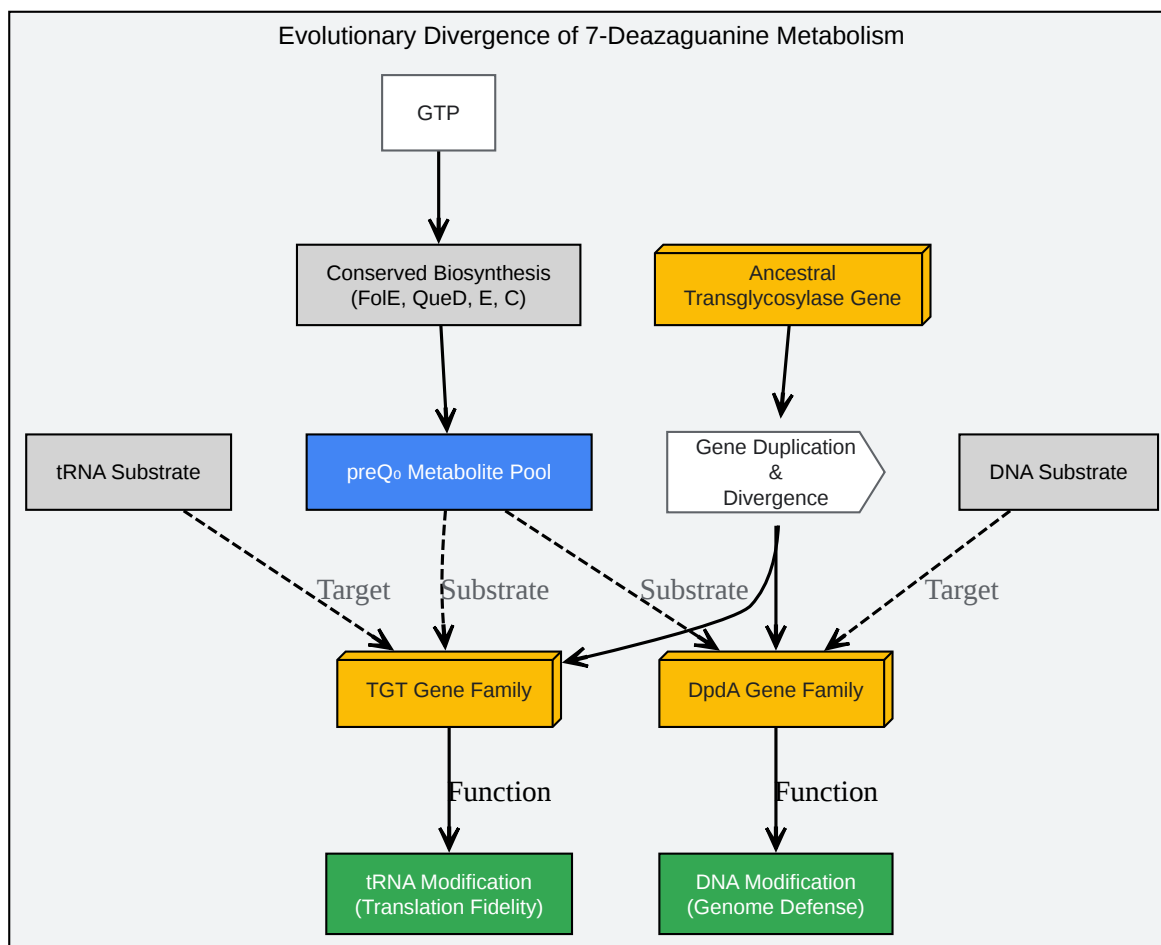 Evolutionary Divergence of 7-Deazaguanine Metabolism
GTP
Conserved Biosynthesis
(FolE, QueD, E, C)
Ancestral
Transglycosylase Gene
tRNA Substrate
preQ₀ Metabolite Pool
Gene Duplication
&
Divergence
DNA Substrate
Target
Substrate
Substrate
Target
TGT Gene Family
DpdA Gene Family
Function
Function
tRNA Modification
(Translation Fidelity)
DNA Modification
(Genome Defense)